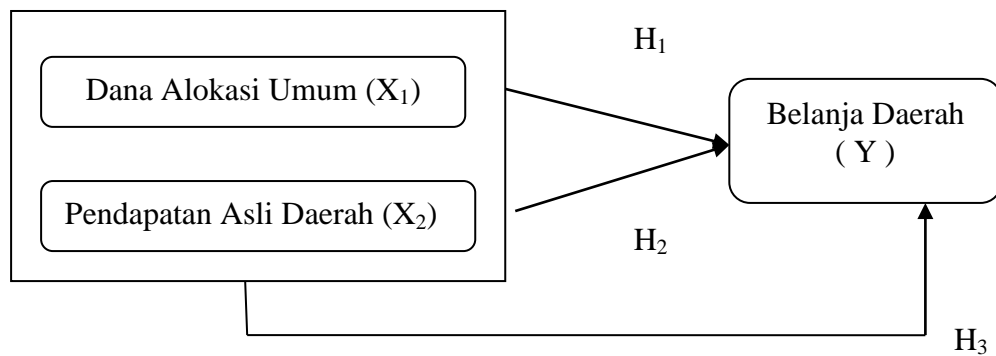 H₁
Dana Alokasi Umum (X₁)
Belanja Daerah
( Y )
Pendapatan Asli Daerah (X₂)
H₂
H₃